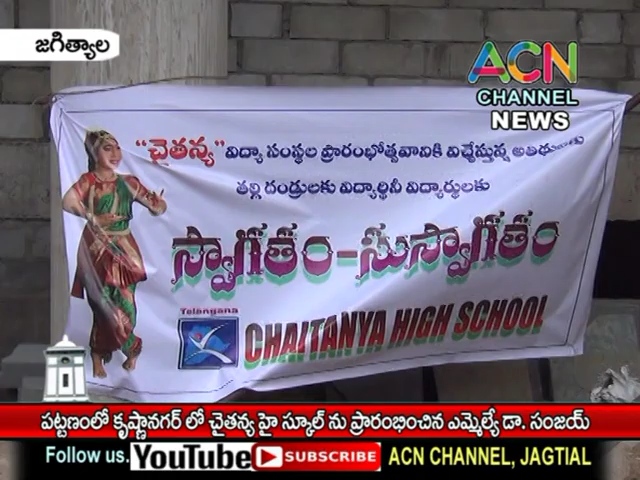 జగిత్యాల
ACN
CHANNEL
NEWS
"చైతన్య" విద్యా సంస్థల ప్రారంభోత్సవానికి విచ్చేస్తున్న
తల్లి దండ్రులకు విద్యార్థినీ విద్యార్థులకు
స్వాగతం-సుస్వాగతం
Telangana
CHAITANYA HIGH SCHOOL
పట్టణంలో కృష్ణానగర్ లో చైతన్య హై స్కూల్ ను ప్రారంభించిన ఎమ్మెల్యే డా. సంజయ్
Follow us. YouTube SUBSCRIBE ACN CHANNEL, JAGTIAL